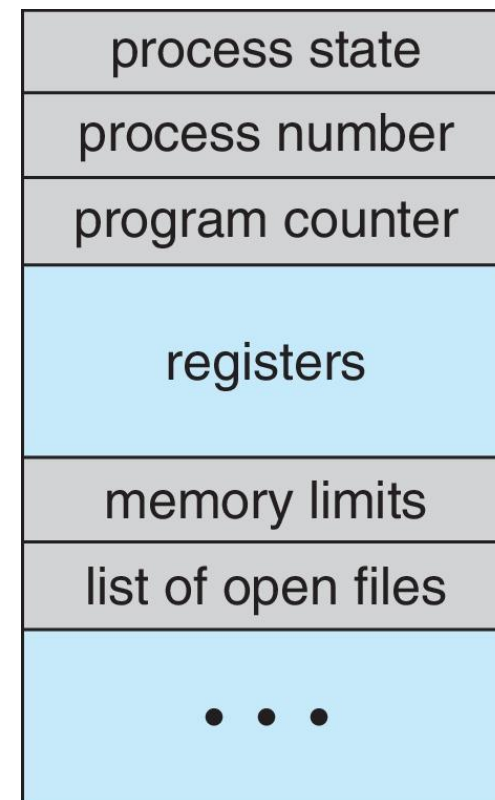 process state
process number
program counter
registers
memory limits
list of open files
• • •